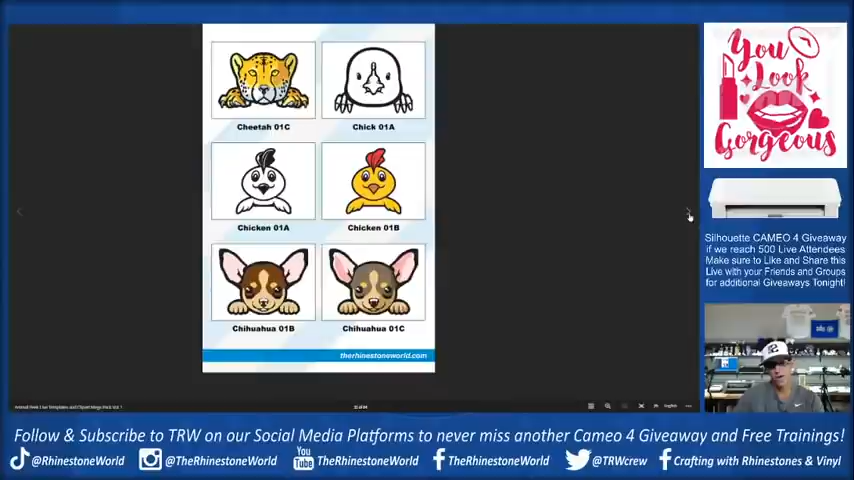 Cheetah 01C
Chick 01A
Chicken 01A
Chicken 01B
Chihuahua 01B
Chihuahua 01C
therhinestoneworld.com
English
You
Look
Gorgeous
Silhouette CAMEO 4 Giveaway
if we reach 500 Live Attendees
Make sure to Like and Share this
Live with your Friends and Groups
for additional Giveaways Tonight!
Follow & Subscribe to TRW on our Social Media Platforms to never miss another Cameo 4 Giveaway and Free Trainings!
@RhinestoneWorld
@TheRhinestoneWorld
You
Tube
TheRhinestoneWorld
TheRhinestoneWorld
@TRWcrew
Crafting with Rhinestones & Vinyl